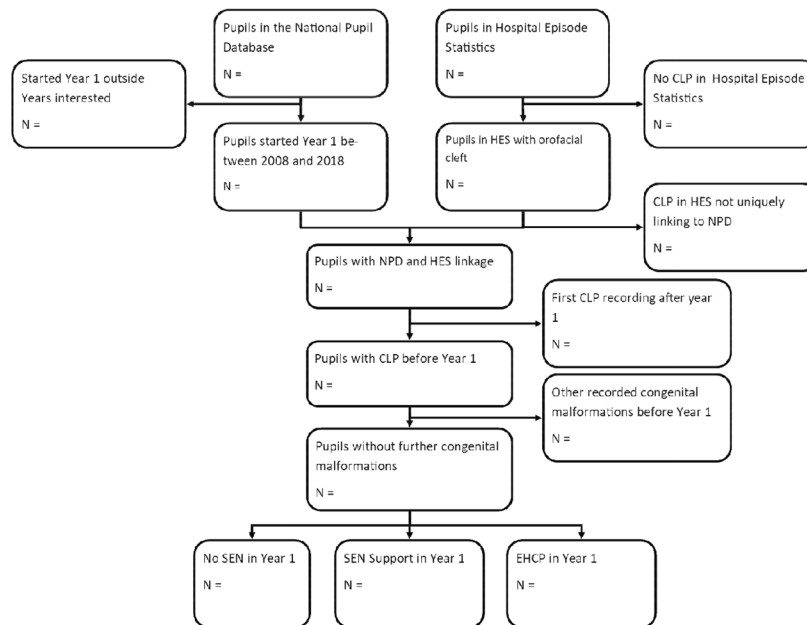 Pupils in the National Pupil
Database
N =
Pupils in Hospital Episode
Statistics
N =
Started Year 1 outside
Years interested
N =
No CLP in Hospital Episode
Statistics
N =
Pupils started Year 1 be-
tween 2008 and 2018
N =
Pupils in HES with orofacial
cleft
N =
CLP in HES not uniquely
linking to NPD
N =
Pupils with NPD and HES linkage
N =
First CLP recording after year
1
N =
Pupils with CLP before Year 1
N =
Other recorded congenital
malformations before Year 1
N =
Pupils without further congenital
malformations
N =
No SEN in Year 1
N =
SEN Support in Year 1
N =
EHCP in Year 1
N =